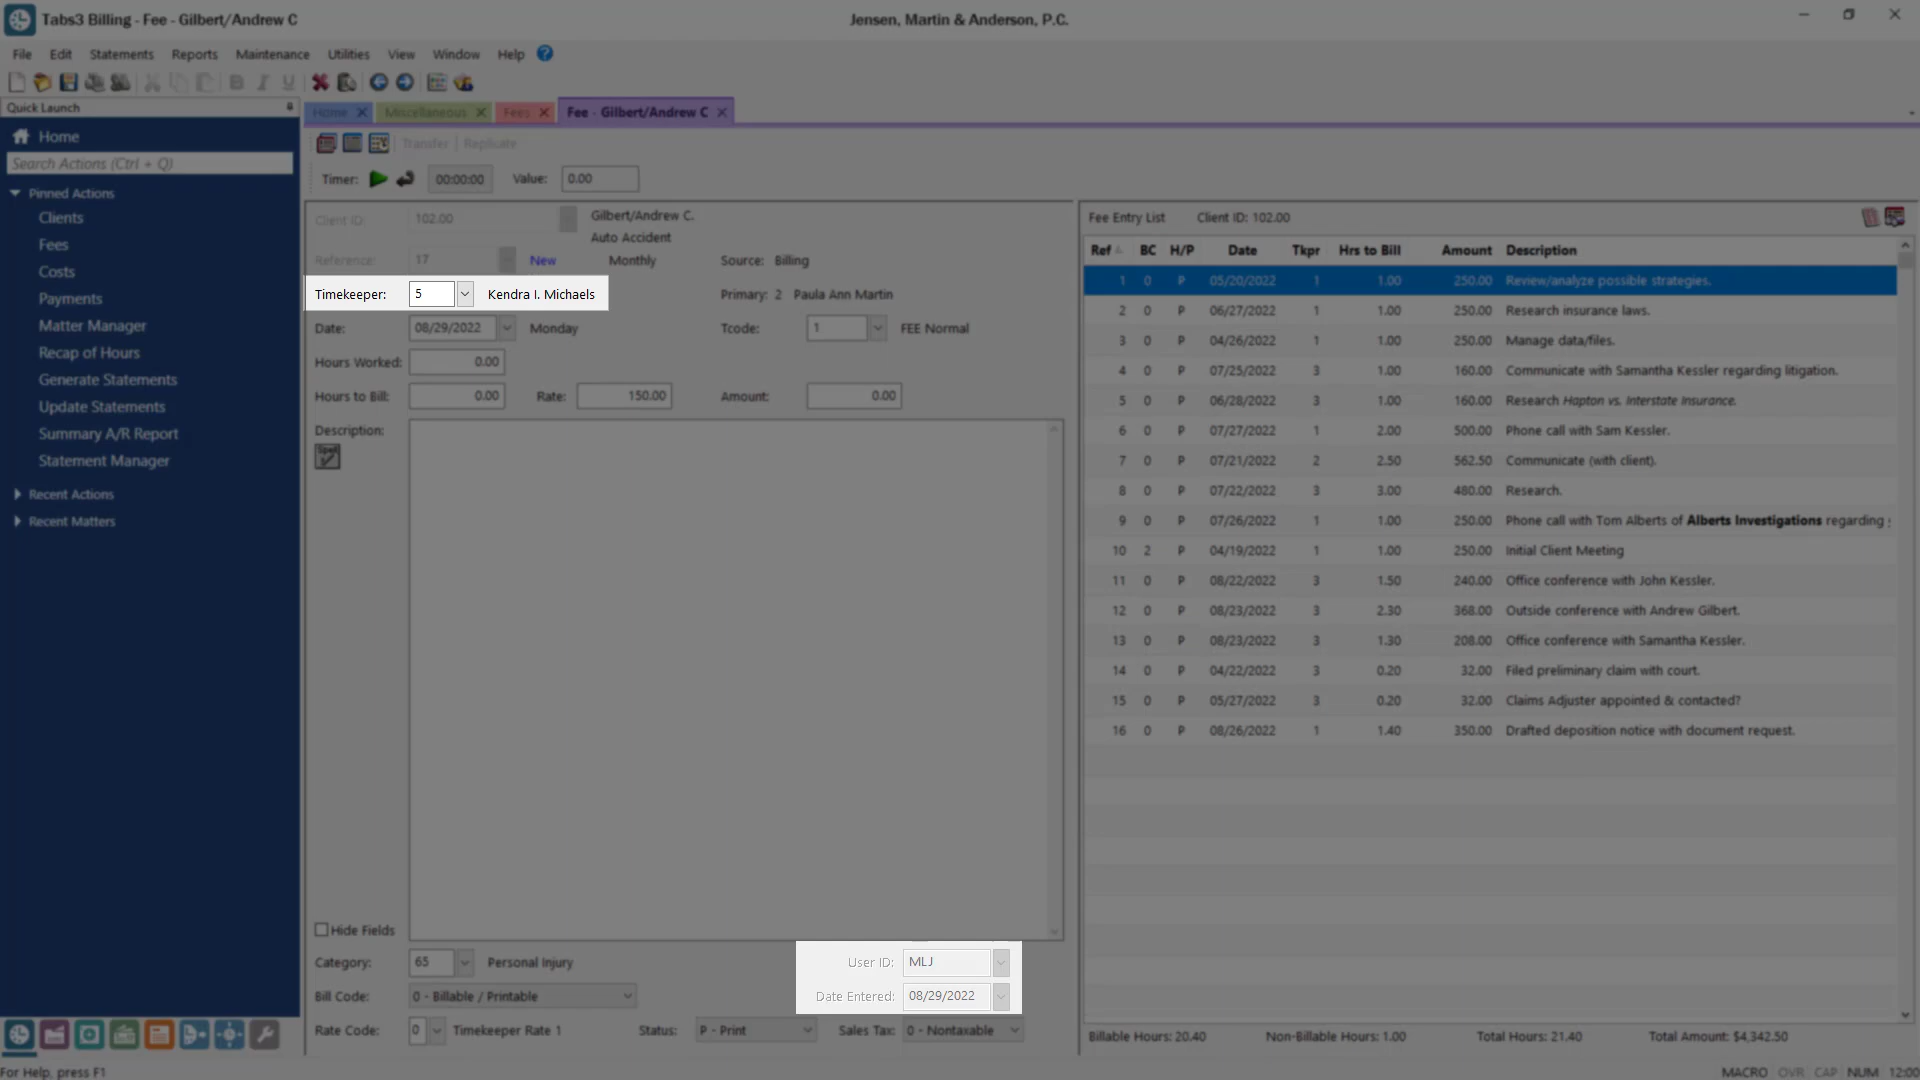 Tabs3 Billing - Fee - Gilbert/Andrew C
Jensen, Martin & Anderson, P.C.
File Edit Statements Reports Maintenance Utilities View Window Help
Quick Launch
Home
Search Actions (Ctrl + Q)
Pinned Actions
Clients
Fees
Costs
Payments
Matter Manager
Recap of Hours
Generate Statements
Update Statements
Summary A/R Report
Statement Manager
Recent Actions
Recent Matters
Home Miscellaneous Fees Fee - Gilbert/Andrew C
Transfer Replicate
Timer: 00:00:00 Value: 0.00
Client ID: 102.00 Gilbert/Andrew C.
Auto Accident
Reference: 17 New Monthly Source: Billing
Timekeeper: 5 Kendra I. Michaels Primary: 2 Paula Ann Martin
Date: 08/29/2022 Monday Tcode: 1 FEE Normal
Hours Worked: 0.00
Hours to Bill: 0.00 Rate: 150.00 Amount: 0.00
Description:
Spell
Hide Fields
Category: 65 Personal Injury User ID: MLJ
Bill Code: 0 - Billable / Printable Date Entered: 08/29/2022
Rate Code: 0 Timekeeper Rate 1 Status: P - Print Sales Tax: 0 - Nontaxable
Fee Entry List Client ID: 102.00
Ref BC H/P Date Tkpr Hrs to Bill Amount Description
1 0 P 05/20/2022 1 1.00 250.00 Review/analyze possible strategies.
2 0 P 06/27/2022 1 1.00 250.00 Research insurance laws.
3 0 P 04/26/2022 1 1.00 250.00 Manage data/files.
4 0 P 07/25/2022 3 1.00 160.00 Communicate with Samantha Kessler regarding litigation.
5 0 P 06/28/2022 3 1.00 160.00 Research Hapton vs. Interstate Insurance.
6 0 P 07/27/2022 1 2.00 500.00 Phone call with Sam Kessler.
7 0 P 07/21/2022 2 2.50 562.50 Communicate (with client).
8 0 P 07/22/2022 3 3.00 480.00 Research.
9 0 P 07/26/2022 1 1.00 250.00 Phone call with Tom Alberts of Alberts Investigations regarding
10 2 P 04/19/2022 1 1.00 250.00 Initial Client Meeting
11 0 P 08/22/2022 3 1.50 240.00 Office conference with John Kessler.
12 0 P 08/23/2022 3 2.30 368.00 Outside conference with Andrew Gilbert.
13 0 P 08/23/2022 3 1.30 208.00 Office conference with Samantha Kessler.
14 0 P 04/22/2022 3 0.20 32.00 Filed preliminary claim with court.
15 0 P 05/27/2022 3 0.20 32.00 Claims Adjuster appointed & contacted?
16 0 P 08/26/2022 1 1.40 350.00 Drafted deposition notice with document request.
Billable Hours: 20.40 Non-Billable Hours: 1.00 Total Hours: 21.40 Total Amount: $4,342.50
For Help, press F1
MACRO OVR CAP NUM 12:00